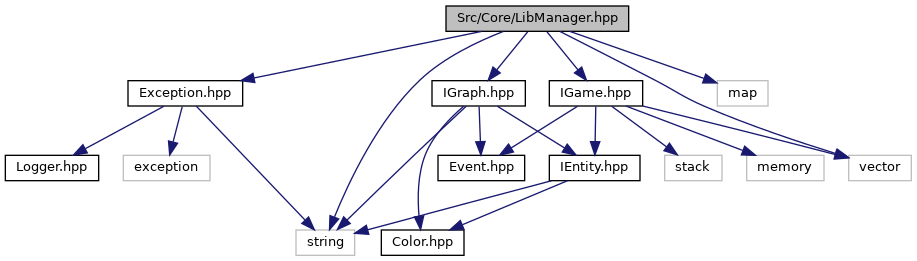 Src/Core/LibManager.hpp
Exception.hpp
IGraph.hpp
IGame.hpp
map
Logger.hpp
exception
Event.hpp
IEntity.hpp
stack
memory
vector
string
Color.hpp